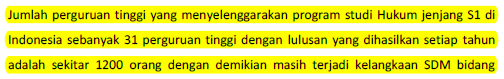 Jumlah perguruan tinggi yang menyelenggarakan program studi Hukum jenjang S1 di
Indonesia sebanyak 31 perguruan tinggi dengan lulusan yang dihasilkan setiap tahun
adalah sekitar 1200 orang dengan demikian masih terjadi kelangkaan SDM bidang